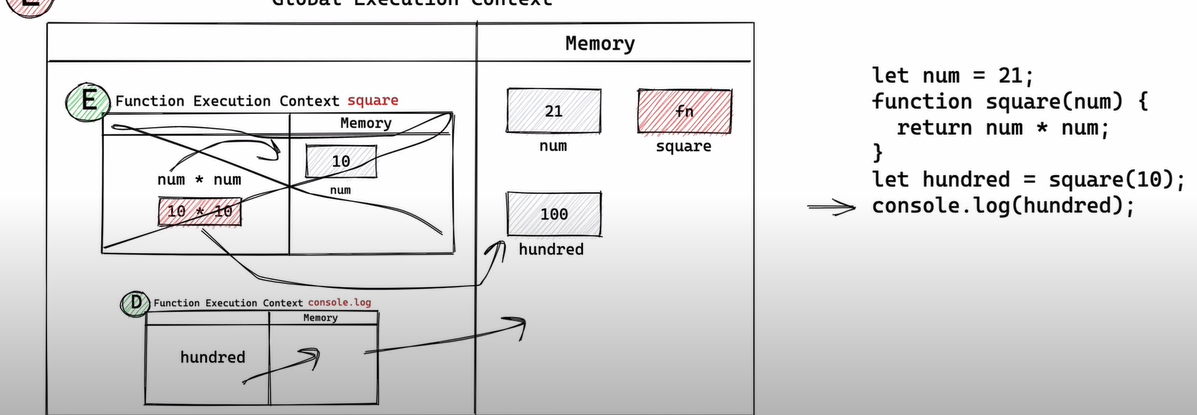 E
Global Execution Context
Memory
E Function Execution Context square
Memory
21
fn
10
num
square
num * num
num
10 * 10
100
hundred
D Function Execution Context console.log
Memory
hundred
let num = 21;
function square(num) {
return num * num;
}
let hundred = square(10);
console.log(hundred);